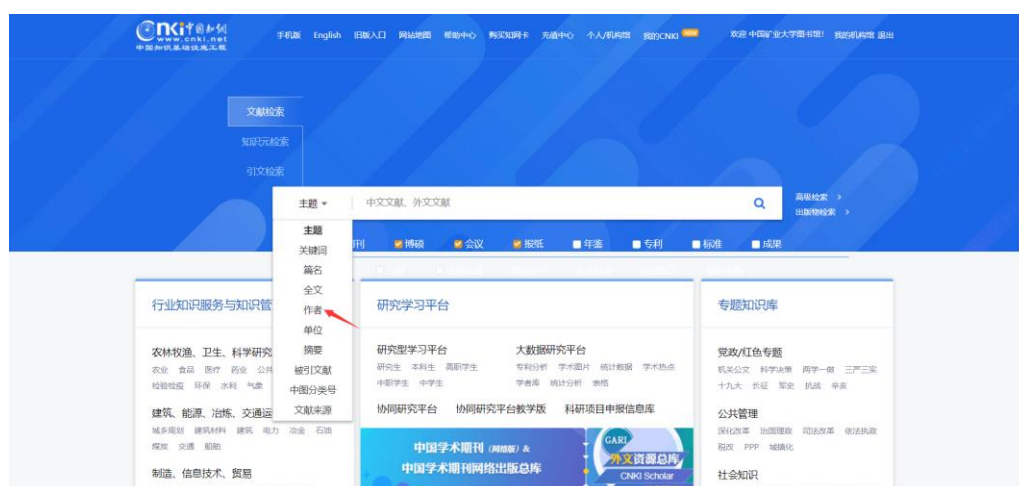 Cnki中国知网
www.cnki.net
中国知识基础设施工程
手机版 English 旧版入口 网站地图 帮助中心 购买知网卡 充值中心 个人/机构馆 我的CNKI NEW 欢迎 中国矿业大学图书馆! 我的机构馆 退出
文献检索
知识元检索
引文检索
主题 中文文献、外文文献
高级检索 >
出版物检索 >
主题
关键词
篇名
全文
作者
单位
摘要
被引文献
中图分类号
文献来源
刊 博硕 会议 报纸 年鉴 专利 标准 成果
行业知识服务与知识管
农林牧渔、卫生、科学研究
农业 食品 医疗 药业 公共
检验检疫 环保 水利 气象
建筑、能源、冶炼、交通运
城乡规划 建筑材料 建筑 电力 冶金 石油
煤炭 交通 船舶
制造、信息技术、贸易
研究学习平台
研究型学习平台 大数据研究平台
研究生 本科生 高职学生 专利分析 学术图片 统计数据 学术热点
中职学生 中学生 学者库 统计分析 表格
协同研究平台 协同研究平台教学版 科研项目申报信息库
中国学术期刊 (网络版) &
中国学术期刊网络出版总库
GARL
外文资源总库
CNKI Scholar
专题知识库
党政/红色专题
机关公文 科学决策 两学一做 三严三实
十九大 长征 军史 抗战 辛亥
公共管理
深化改革 治国理政 司法改革 依法执政
税改 PPP 城镇化
社会知识